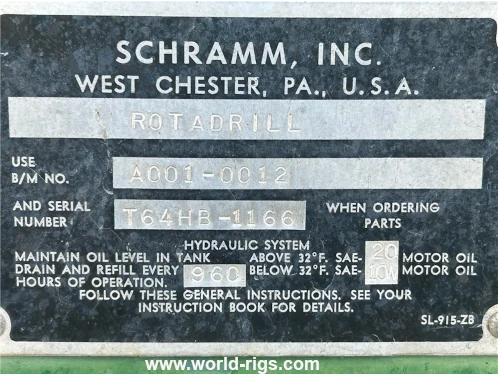 SCHRAMM, INC.
WEST CHESTER, PA., U.S.A.
ROTADRILL
USE
B/M NO. A001-0012
AND SERIAL
NUMBER T64HB-1166 WHEN ORDERING
PARTS
HYDRAULIC SYSTEM
MAINTAIN OIL LEVEL IN TANK ABOVE 32°F. SAE- 20 MOTOR OIL
DRAIN AND REFILL EVERY 960 BELOW 32°F. SAE- 10W MOTOR OIL
HOURS OF OPERATION.
FOLLOW THESE GENERAL INSTRUCTIONS. SEE YOUR
INSTRUCTION BOOK FOR DETAILS.
SL-915-ZB
www.world-rigs.com